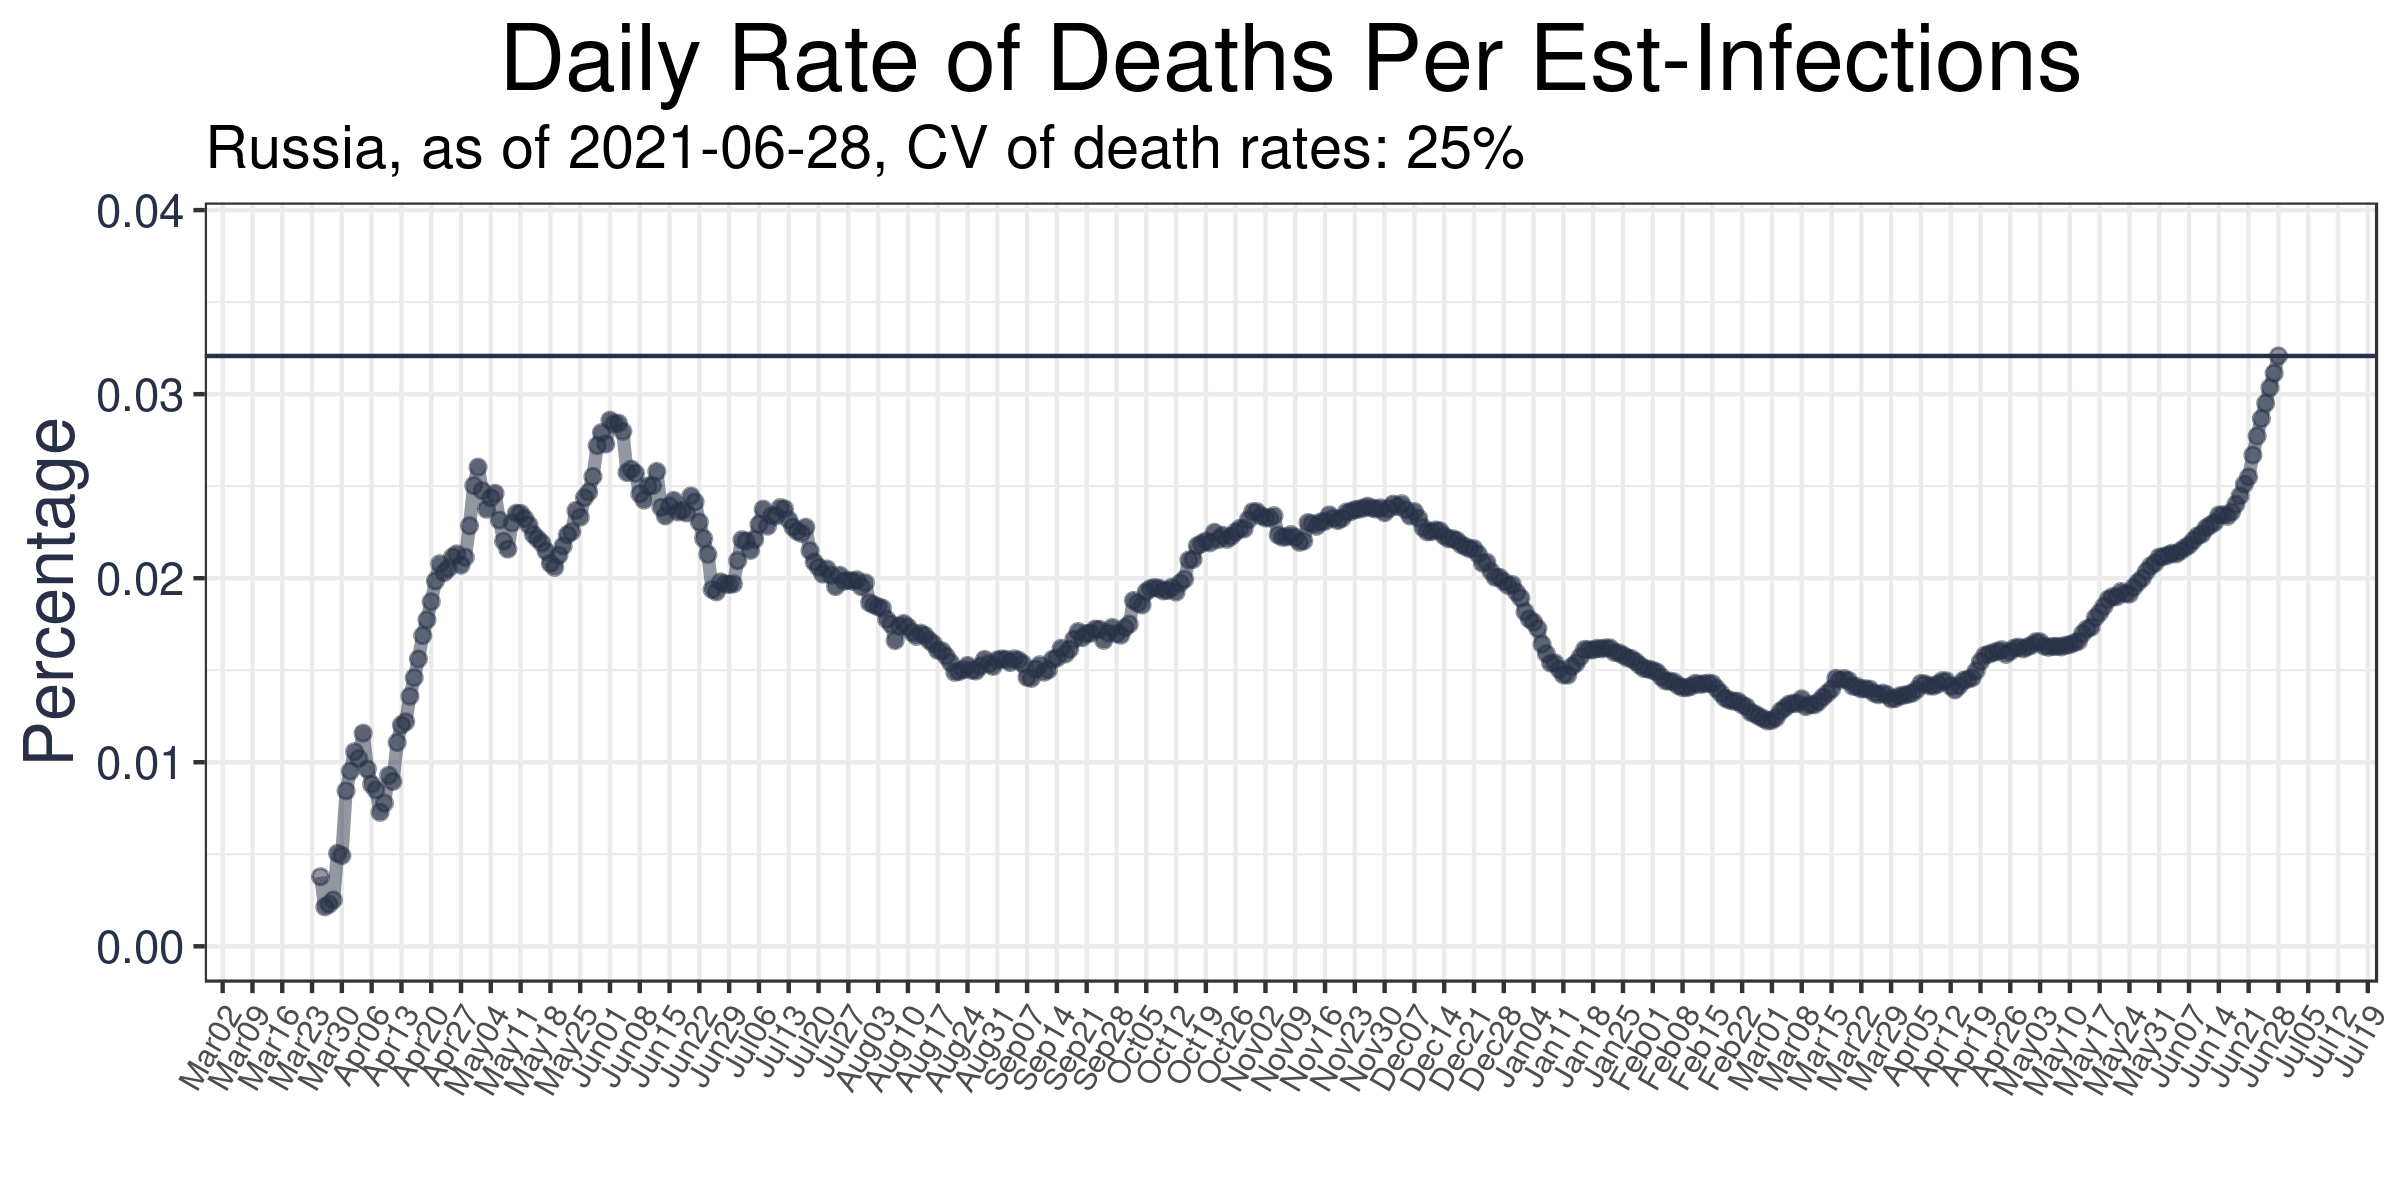 Daily Rate of Deaths Per Est-Infections
Russia, as of 2021-06-28, CV of death rates: 25%
Percentage
0.04
0.03
0.02
0.01
0.00
Mar02
Mar09
Mar16
Mar23
Mar30
Apr06
Apr13
Apr20
Apr27
May04
May11
May18
May25
Jun01
Jun08
Jun15
Jun22
Jun29
Jul06
Jul13
Jul20
Jul27
Aug03
Aug10
Aug17
Aug24
Aug31
Sep07
Sep14
Sep21
Sep28
Oct05
Oct12
Oct19
Oct26
Nov02
Nov09
Nov16
Nov23
Nov30
Dec07
Dec14
Dec21
Dec28
Jan04
Jan11
Jan18
Jan25
Feb01
Feb08
Feb15
Feb22
Mar01
Mar08
Mar15
Mar22
Mar29
Apr05
Apr12
Apr19
Apr26
May03
May10
May17
May24
May31
Jun07
Jun14
Jun21
Jun28
Jul05
Jul12
Jul19